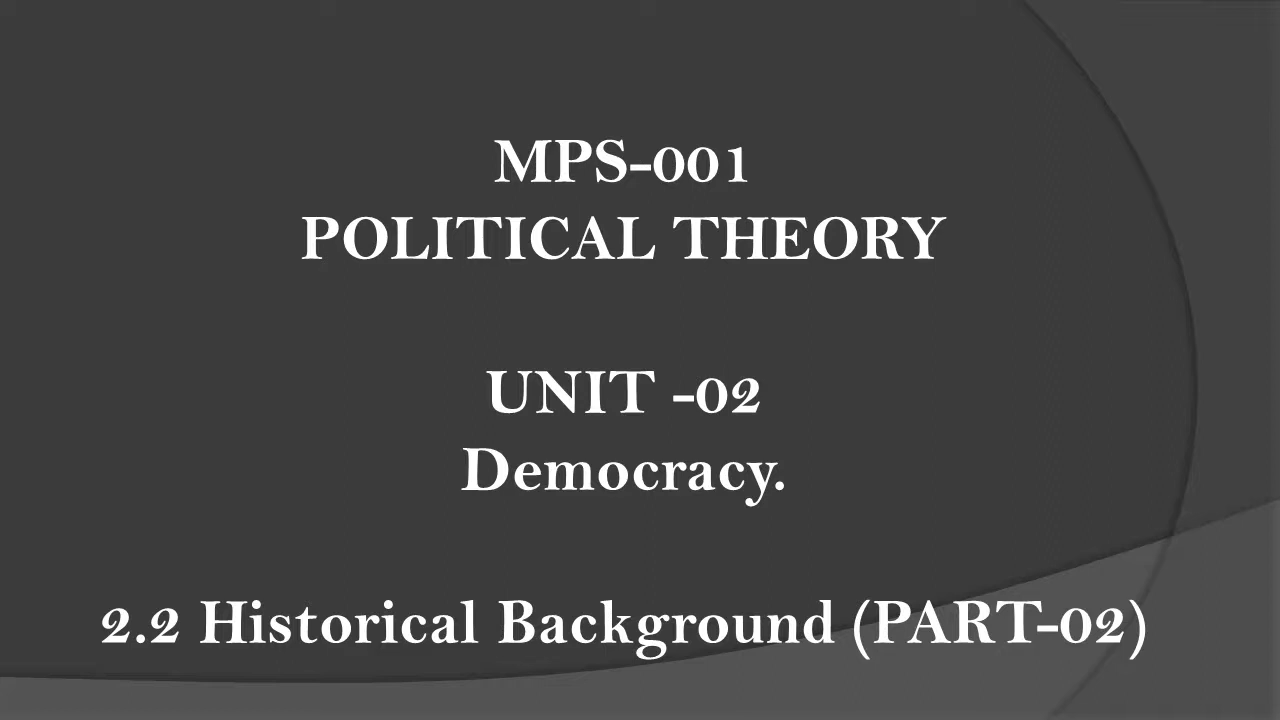 MPS-001
POLITICAL THEORY
UNIT -02
Democracy.
2.2 Historical Background (PART-02)